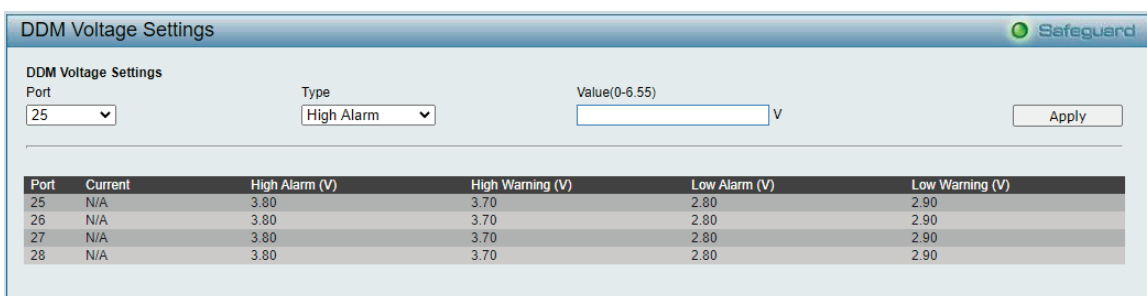 DDM Voltage Settings
Safeguard
DDM Voltage Settings
Port Type Value(0-6.55)
25 High Alarm V Apply
Port Current High Alarm (V) High Warning (V) Low Alarm (V) Low Warning (V)
25 N/A 3.80 3.70 2.80 2.90
26 N/A 3.80 3.70 2.80 2.90
27 N/A 3.80 3.70 2.80 2.90
28 N/A 3.80 3.70 2.80 2.90